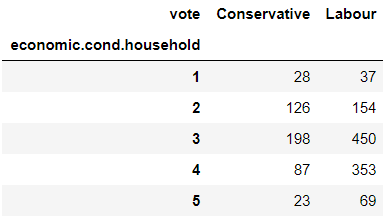 vote Conservative Labour
economic.cond.household
1 28 37
2 126 154
3 198 450
4 87 353
5 23 69